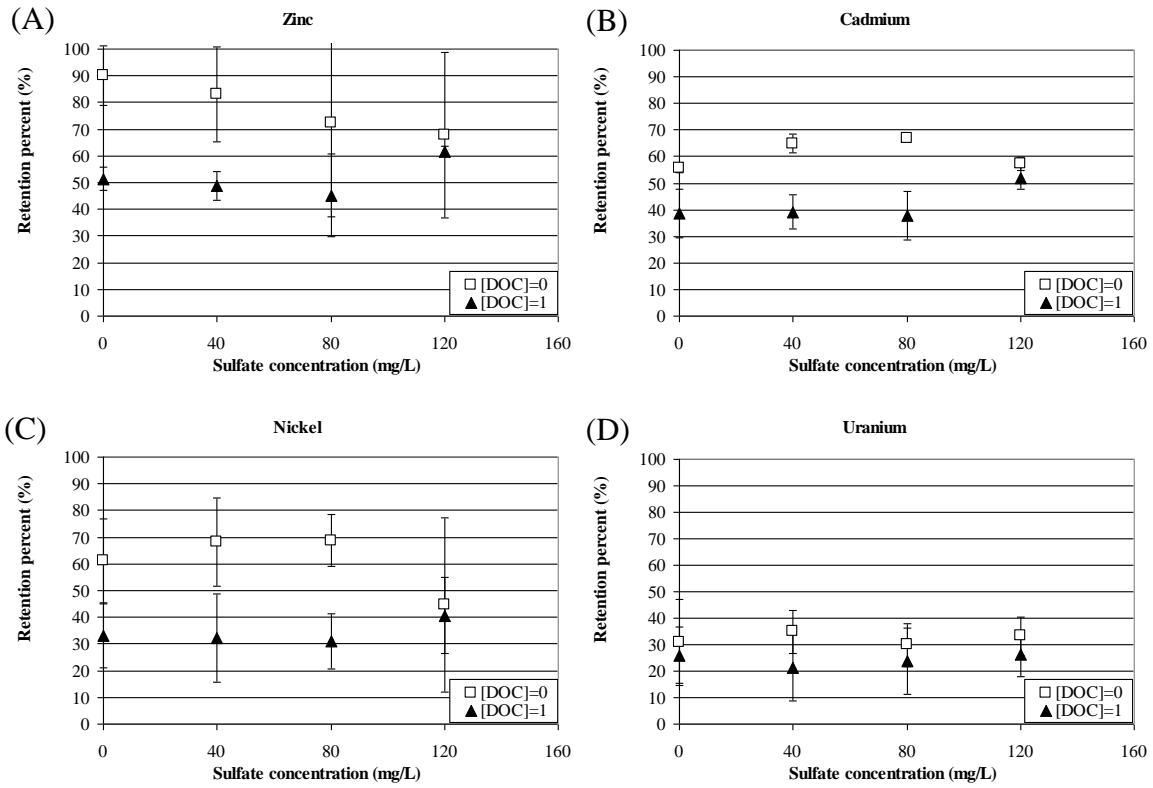 (A)
Zinc
Retention percent (%)
100
90
80
70
60
50
40
30
20
10
0
[DOC]=0
[DOC]=1
0 40 80 120 160
Sulfate concentration (mg/L)
(B)
Cadmium
Retention percent (%)
100
90
80
70
60
50
40
30
20
10
0
[DOC]=0
[DOC]=1
0 40 80 120 160
Sulfate concentration (mg/L)
(C)
Nickel
Retention percent (%)
100
90
80
70
60
50
40
30
20
10
0
[DOC]=0
[DOC]=1
0 40 80 120 160
Sulfate concentration (mg/L)
(D)
Uranium
Retention percent (%)
100
90
80
70
60
50
40
30
20
10
0
[DOC]=0
[DOC]=1
0 40 80 120 160
Sulfate concentration (mg/L)